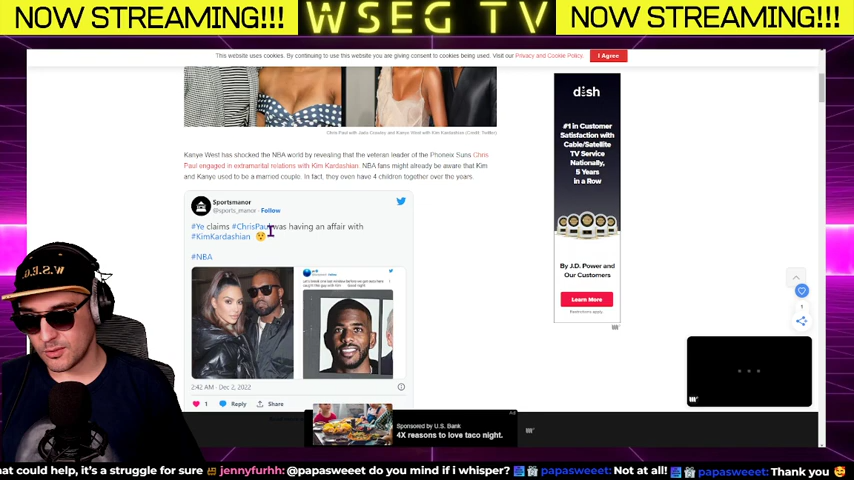 NOW STREAMING!!!
WSEG TV
NOW STREAMING!!!
This website uses cookies. By continuing to use this website you are giving consent to cookies being used. Visit our Privacy and Cookie Policy.
I Agree
Chris Paul with Jada Crawley and Kanye West with Kim Kardashian (Credit: Twitter)
Kanye West has shocked the NBA world by revealing that the veteran leader of the Phoneix Suns Chris
Paul engaged in extramarital relations with Kim Kardashian. NBA fans might already be aware that Kim
and Kanye used to be a married couple. In fact, they even have 4 children together over the years.
Sportsmanor
@sports_manor · Follow
#Ye claims #ChrisPaul was having an affair with
#KimKardashian
#NBA
2:42 AM · Dec 2, 2022
1
Reply
Share
dish
#1 in Customer
Satisfaction with
Cable/Satellite
TV Service
Nationally,
5 Years
in a Row
By J.D. Power and
Our Customers
Learn More
Restrictions apply.
1
W.S.E.G.
Ad
Sponsored by U.S. Bank
4X reasons to love taco night.
hat could help, it's a struggle for sure jennyfurhh: @papasweeet do you mind if i whisper? papasweeet: Not at all! papasweeet: Thank you